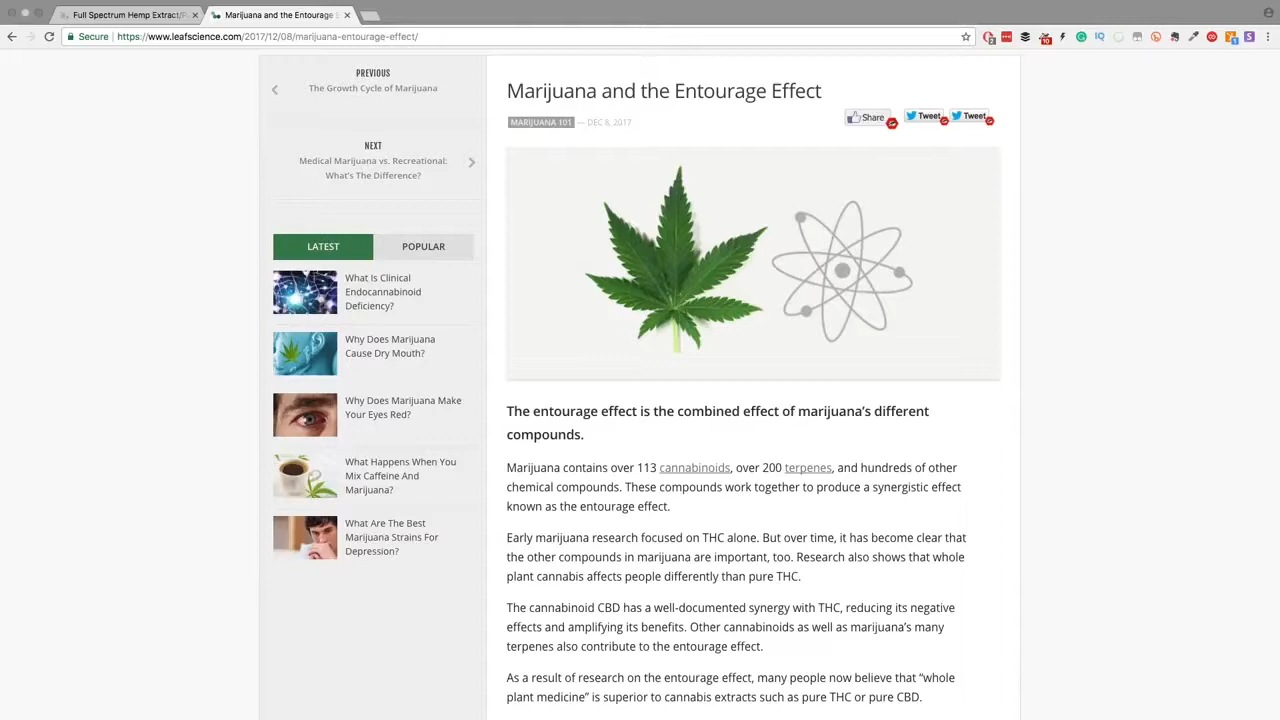 Full Spectrum Hemp Extract/
Marijuana and the Entourage
Secure
https://www.leafscience.com/2017/12/08/marijuana-entourage-effect/
PREVIOUS
The Growth Cycle of Marijuana
NEXT
Medical Marijuana vs. Recreational:
What's The Difference?
LATEST
POPULAR
What Is Clinical
Endocannabinoid
Deficiency?
Why Does Marijuana
Cause Dry Mouth?
Why Does Marijuana Make
Your Eyes Red?
What Happens When You
Mix Caffeine And
Marijuana?
What Are The Best
Marijuana Strains For
Depression?
Marijuana and the Entourage Effect
MARIJUANA 101 — DEC 8, 2017
Share
Tweet
Tweet
The entourage effect is the combined effect of marijuana's different
compounds.
Marijuana contains over 113 cannabinoids, over 200 terpenes, and hundreds of other
chemical compounds. These compounds work together to produce a synergistic effect
known as the entourage effect.
Early marijuana research focused on THC alone. But over time, it has become clear that
the other compounds in marijuana are important, too. Research also shows that whole
plant cannabis affects people differently than pure THC.
The cannabinoid CBD has a well-documented synergy with THC, reducing its negative
effects and amplifying its benefits. Other cannabinoids as well as marijuana's many
terpenes also contribute to the entourage effect.
As a result of research on the entourage effect, many people now believe that “whole
plant medicine” is superior to cannabis extracts such as pure THC or pure CBD.